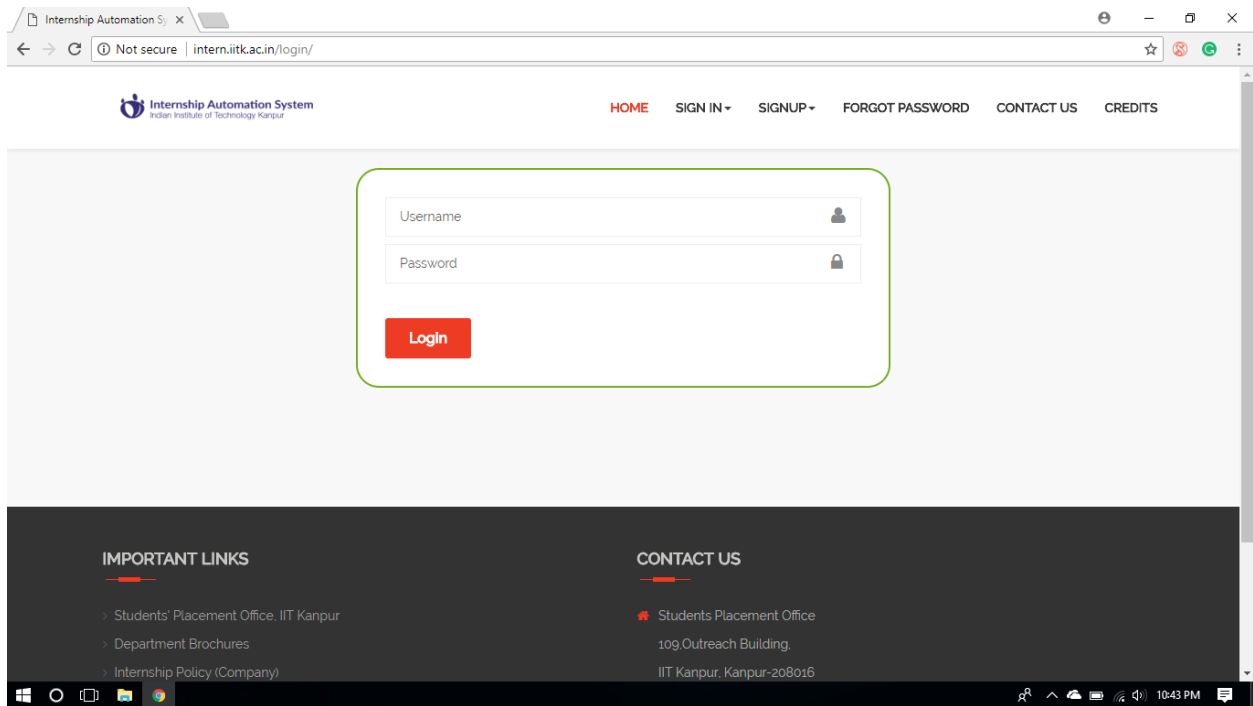 Internship Automation Sy
Not secure | intern.iitk.ac.in/login/
Internship Automation System
Indian Institute of Technology Kanpur
HOME SIGN IN SIGNUP FORGOT PASSWORD CONTACT US CREDITS
Username
Password
Login
IMPORTANT LINKS
Students' Placement Office, IIT Kanpur
Department Brochures
Internship Policy (Company)
CONTACT US
Students Placement Office
109,Outreach Building,
IIT Kanpur, Kanpur-208016
10:43 PM